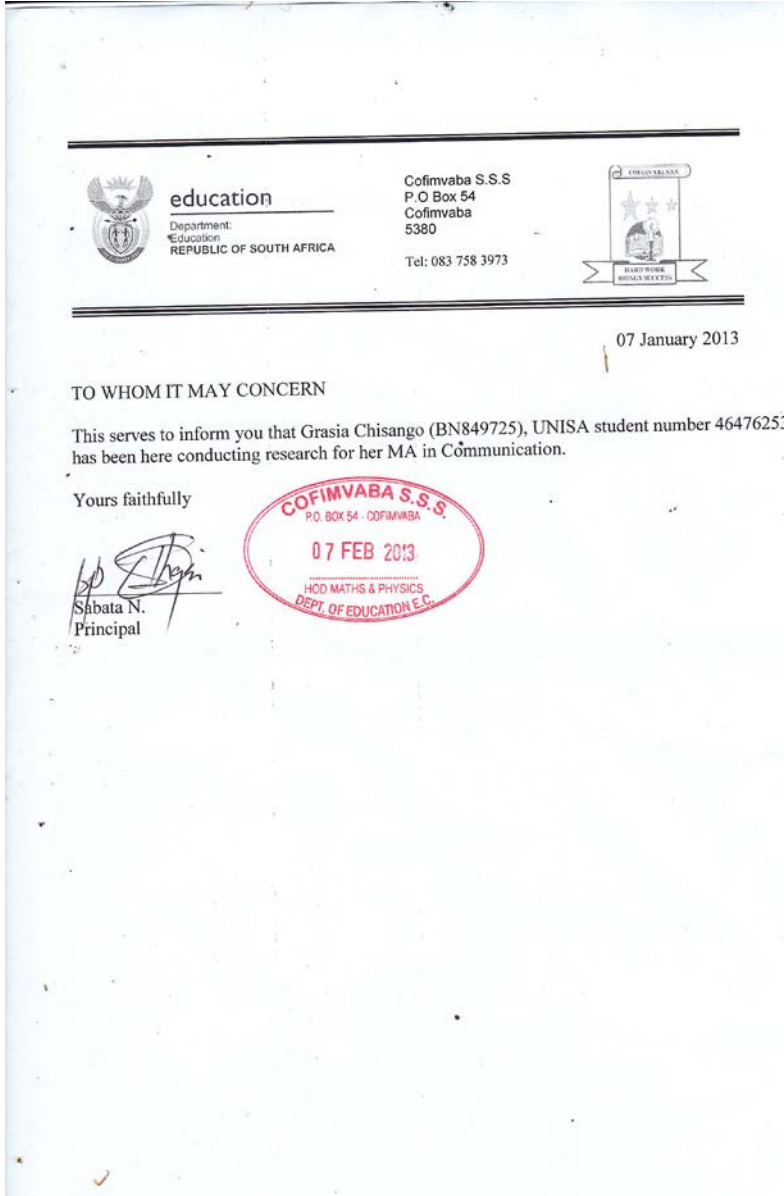 education
Department:
Education
REPUBLIC OF SOUTH AFRICA
Cofimvaba S.S.S
P.O Box 54
Cofimvaba
5380
Tel: 083 758 3973
COFIMVABA S.S.S
HARD WORK
BRINGS SUCCESS
07 January 2013
TO WHOM IT MAY CONCERN
This serves to inform you that Grasia Chisango (BN849725), UNISA student number 46476253
has been here conducting research for her MA in Communication.
Yours faithfully
COFIMVABA S.S.S.
P.O. BOX 54 - COFIMVABA
07 FEB 2013
HOD MATHS & PHYSICS
DEPT. OF EDUCATION E.C.
Sabata N.
Principal